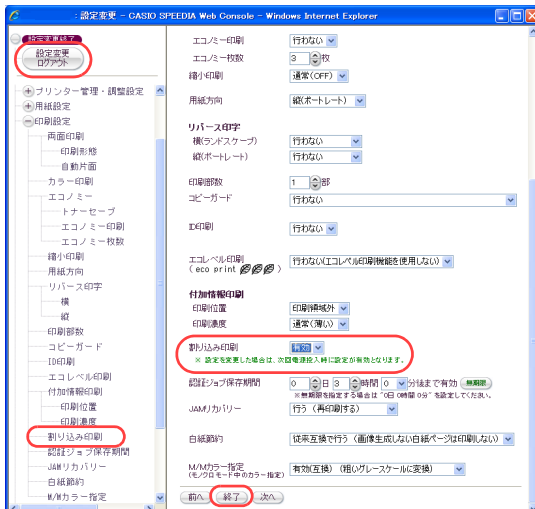 : 設定変更 - CASIO SPEEDIA Web Console - Windows Internet Explorer
設定変更終了
設定変更
ログアウト
プリンター管理・調整設定
用紙設定
印刷設定
両面印刷
印刷形態
自動片面
カラー印刷
エコノミー
トナーセーブ
エコノミー印刷
エコノミー枚数
縮小印刷
用紙方向
リバース印字
横
縦
印刷部数
コピーガード
ID印刷
エコレベル印刷
付加情報印刷
印刷位置
印刷濃度
割り込み印刷
認証ジョブ保存期間
JAMリカバリー
白紙節約
M/Mカラー指定
エコノミー印刷 行わない
エコノミー枚数 3 枚
縮小印刷 通常(OFF)
用紙方向 縦(ポートレート)
リバース印字
横(ランドスケープ) 行わない
縦(ポートレート) 行わない
印刷部数 1 部
コピーガード 行わない
ID印刷 行わない
エコレベル印刷 行わない(エコレベル印刷機能を使用しない)
( eco print )
付加情報印刷
印刷位置 印刷領域外
印刷濃度 通常(薄い)
割り込み印刷 有効
※ 設定を変更した場合は、次回電源投入時に設定が有効となります。
認証ジョブ保存期間 0 日 3 時間 0 分後まで有効 無期限
※無期限を指定する場合は "0日 0時間 0分" を設定してください。
JAMリカバリー 行う (再印刷する)
白紙節約 従来互換で行う (画像生成しない白紙ページは印刷しない)
M/Mカラー指定 有効(互換) (粗いグレースケールに変換)
(モノクロモード中のカラー指定)
前へ 終了 次へ